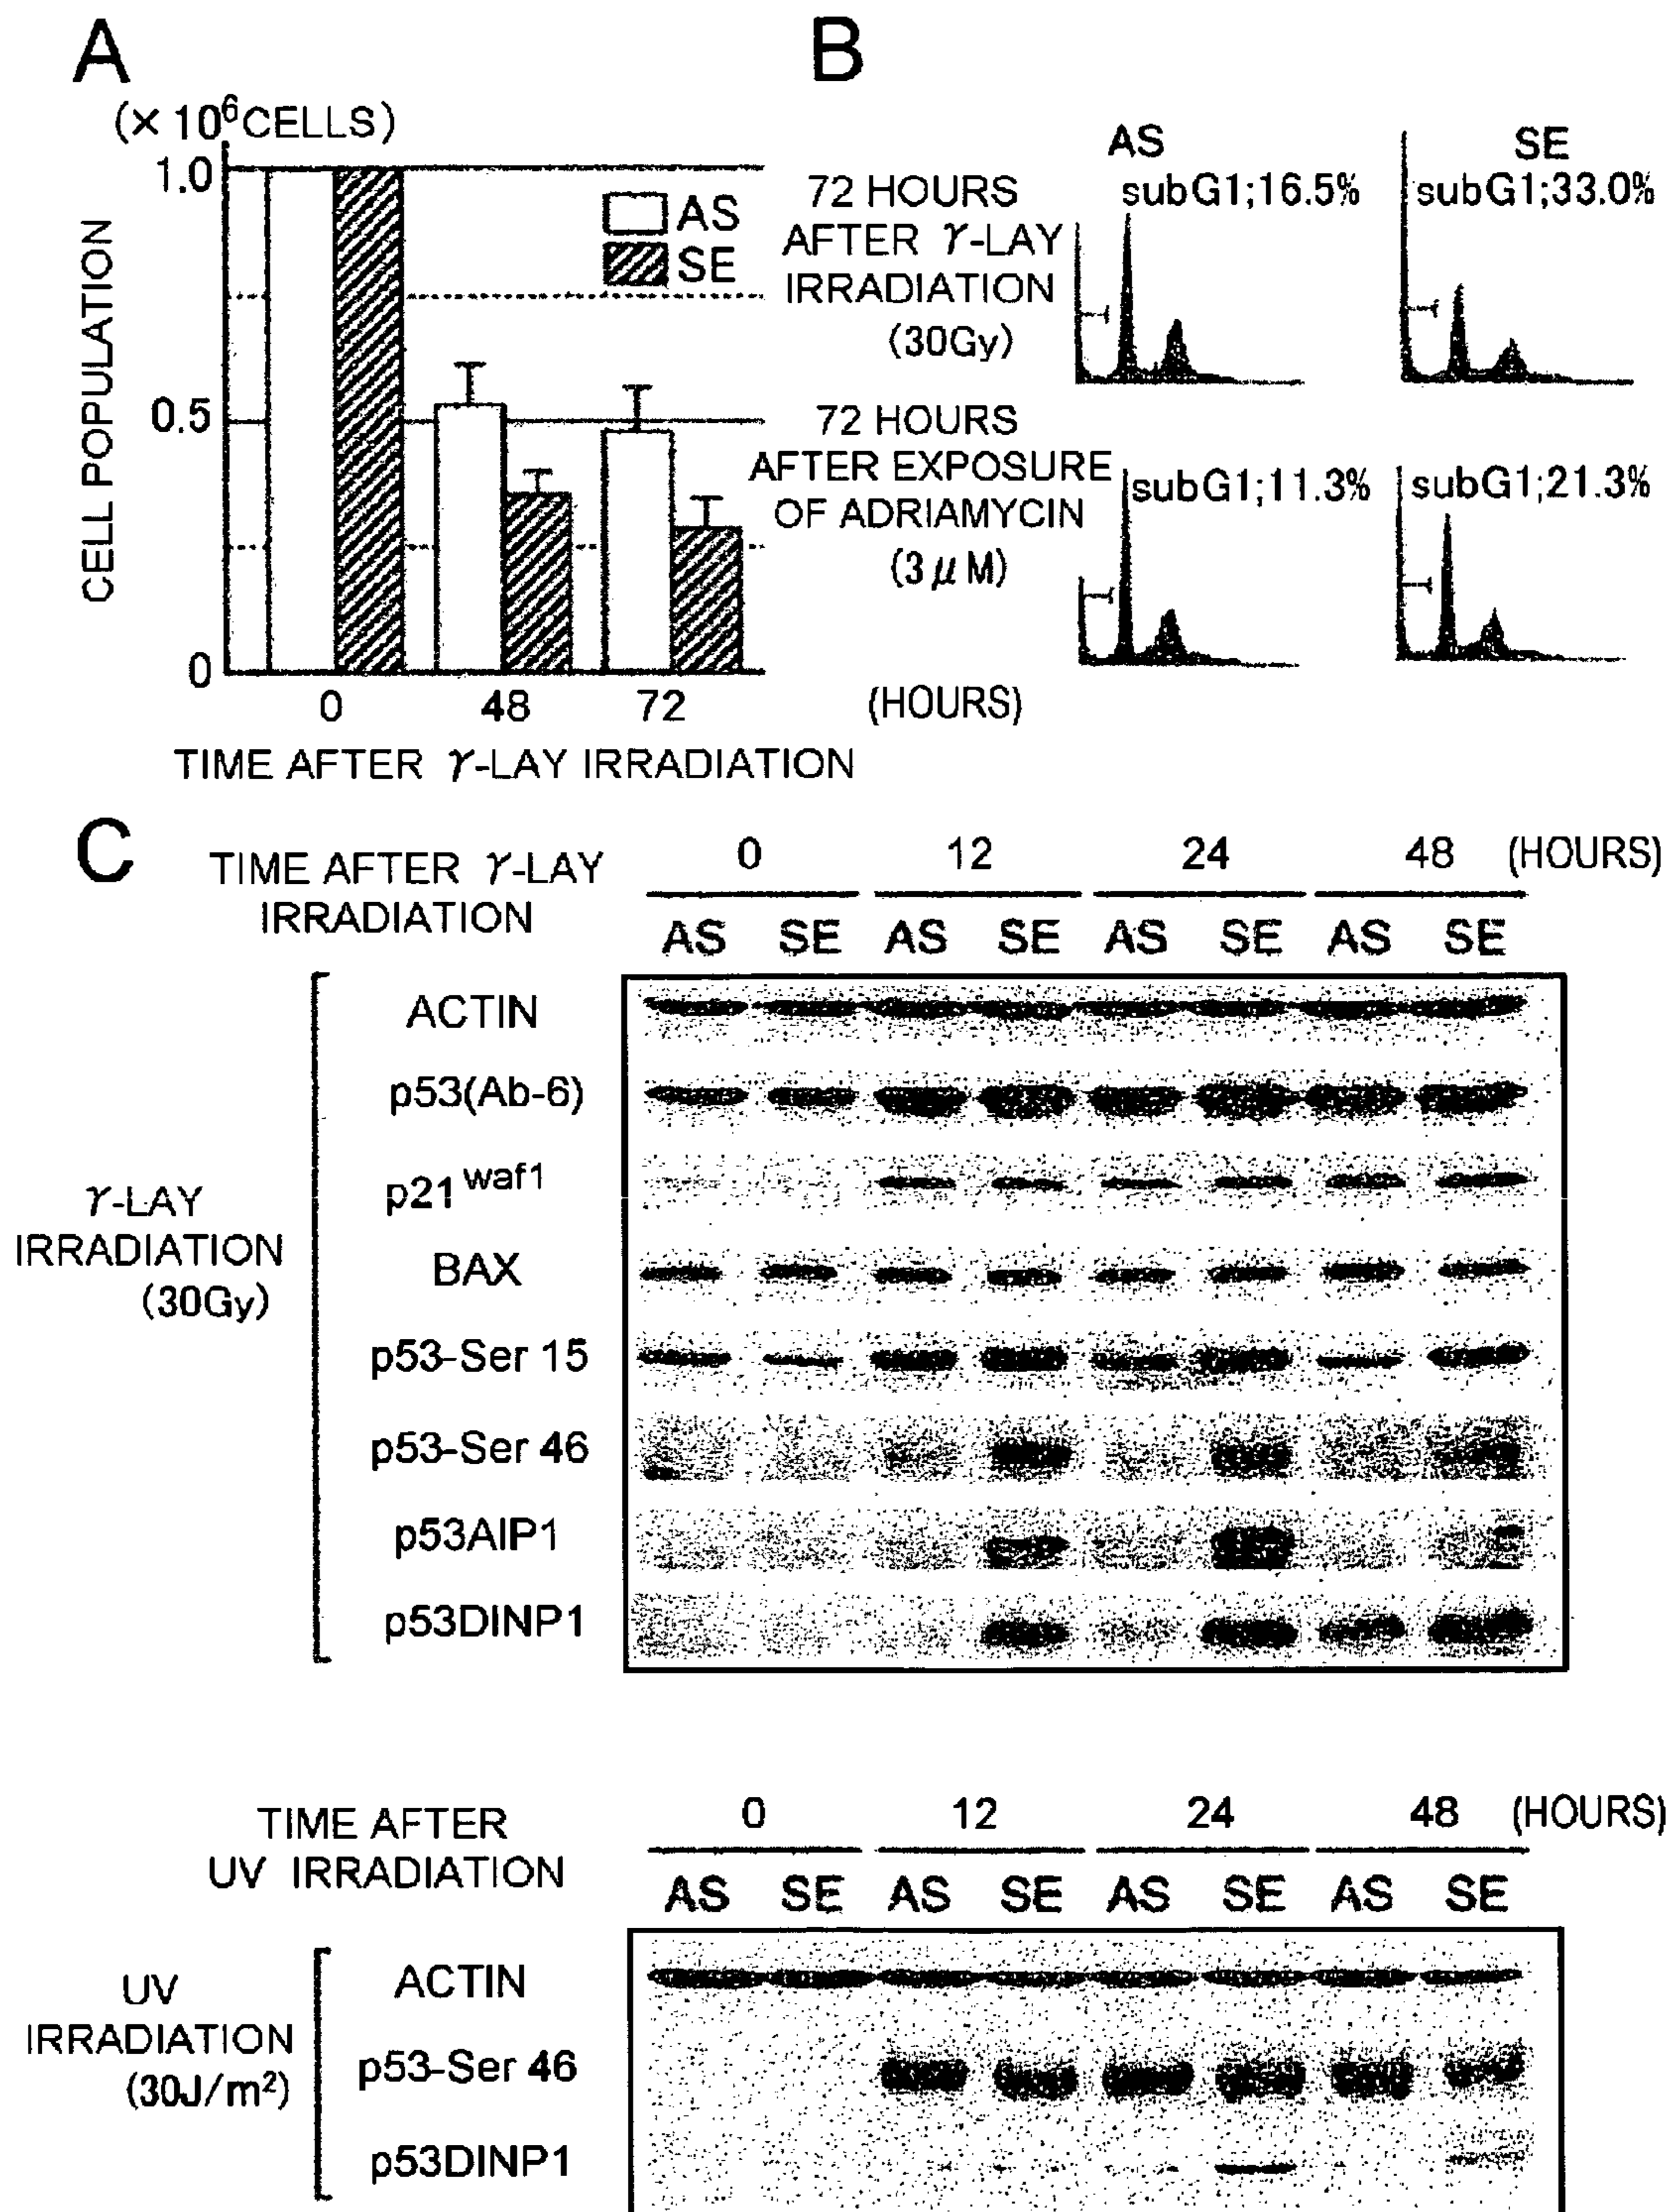 A
(×10⁶CELLS)
1.0
0.5
0
CELL POPULATION
AS
SE
0 48 72 (HOURS)
TIME AFTER γ-LAY IRRADIATION
B
AS SE
72 HOURS
AFTER γ-LAY
IRRADIATION
(30Gy)
subG1;16.5% subG1;33.0%
72 HOURS
AFTER EXPOSURE
OF ADRIAMYCIN
(3μM)
subG1;11.3% subG1;21.3%
C
TIME AFTER γ-LAY
IRRADIATION
0 12 24 48 (HOURS)
AS SE AS SE AS SE AS SE
γ-LAY
IRRADIATION
(30Gy)
ACTIN
p53(Ab-6)
p21 waf1
BAX
p53-Ser 15
p53-Ser 46
p53AIP1
p53DINP1
TIME AFTER
UV IRRADIATION
0 12 24 48 (HOURS)
AS SE AS SE AS SE AS SE
UV
IRRADIATION
(30J/m²)
ACTIN
p53-Ser 46
p53DINP1